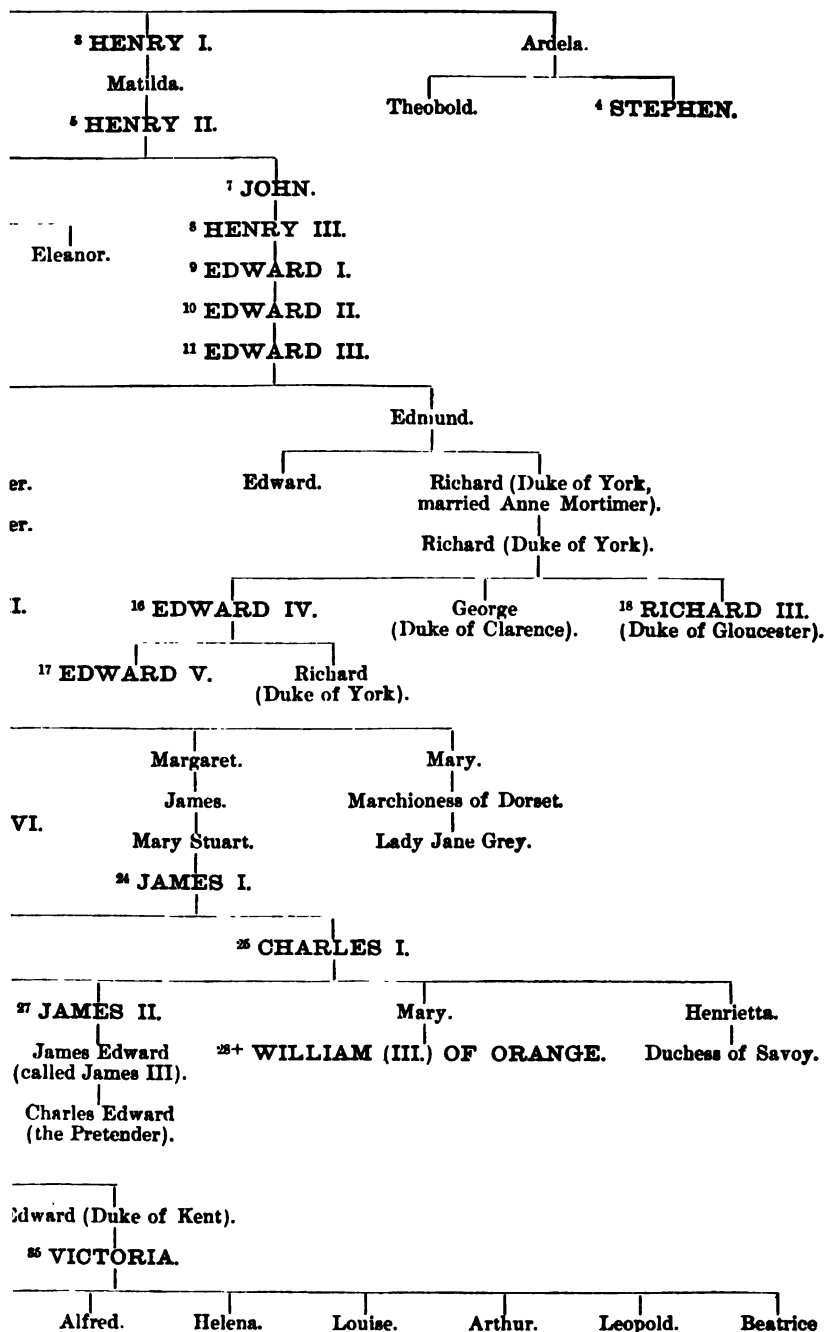 ³ HENRY I. Ardela.
Matilda. Theobold. ⁴ STEPHEN.
⁵ HENRY II.
⁷ JOHN.
⁸ HENRY III.
Eleanor.
⁹ EDWARD I.
¹⁰ EDWARD II.
¹¹ EDWARD III.
Edmund.
er. Edward. Richard (Duke of York,
married Anne Mortimer).
er.
Richard (Duke of York).
I. ¹⁶ EDWARD IV. George ¹⁸ RICHARD III.
(Duke of Clarence). (Duke of Gloucester).
¹⁷ EDWARD V. Richard
(Duke of York).
Margaret. Mary.
James. Marchioness of Dorset.
VI.
Mary Stuart. Lady Jane Grey.
²⁴ JAMES I.
²⁵ CHARLES I.
²⁷ JAMES II. Mary. Henrietta.
James Edward ²⁸⁺ WILLIAM (III.) OF ORANGE. Duchess of Savoy.
(called James III).
Charles Edward
(the Pretender).
Edward (Duke of Kent).
³⁵ VICTORIA.
Alfred. Helena. Louise. Arthur. Leopold. Beatrice